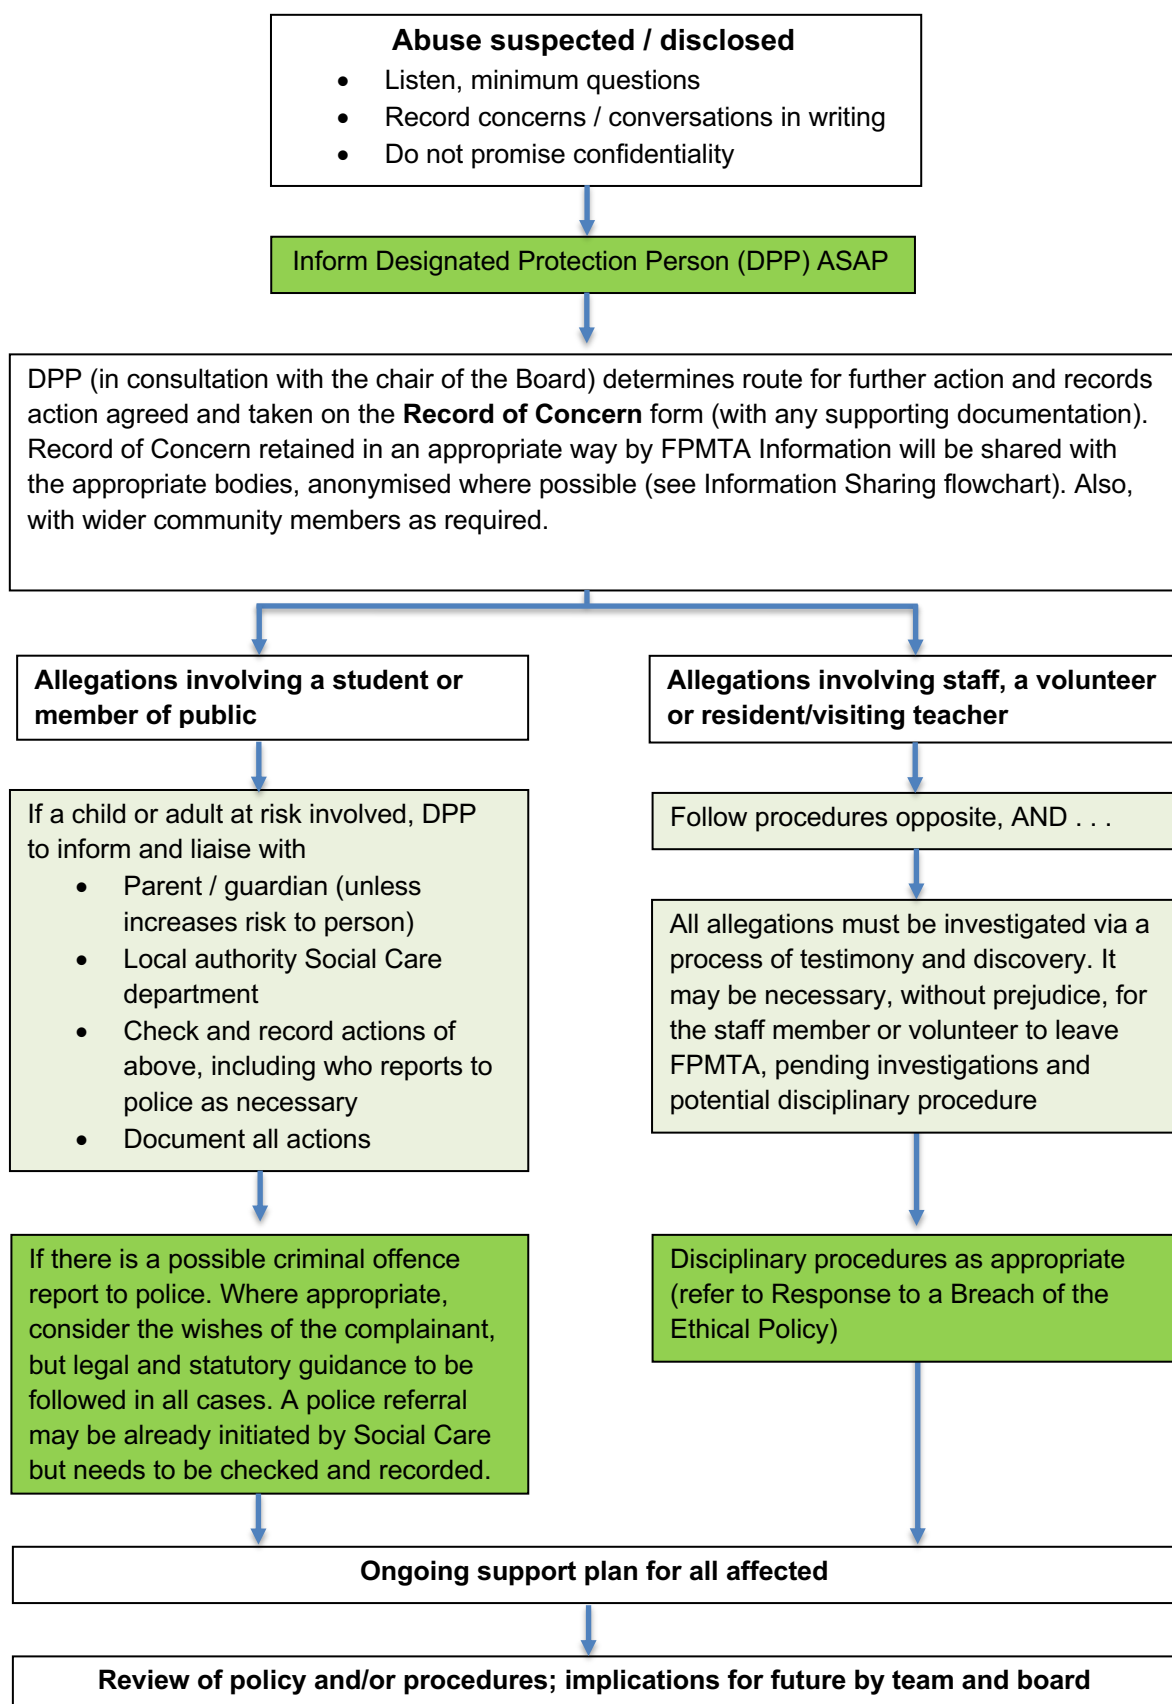 Abuse suspected / disclosed
• Listen, minimum questions
• Record concerns / conversations in writing
• Do not promise confidentiality
Inform Designated Protection Person (DPP) ASAP
DPP (in consultation with the chair of the Board) determines route for further action and records
action agreed and taken on the Record of Concern form (with any supporting documentation).
Record of Concern retained in an appropriate way by FPMTA Information will be shared with
the appropriate bodies, anonymised where possible (see Information Sharing flowchart). Also,
with wider community members as required.
Allegations involving a student or
member of public
If a child or adult at risk involved, DPP
to inform and liaise with
• Parent / guardian (unless
increases risk to person)
• Local authority Social Care
department
• Check and record actions of
above, including who reports to
police as necessary
• Document all actions
If there is a possible criminal offence
report to police. Where appropriate,
consider the wishes of the complainant,
but legal and statutory guidance to be
followed in all cases. A police referral
may be already initiated by Social Care
but needs to be checked and recorded.
Allegations involving staff, a volunteer
or resident/visiting teacher
Follow procedures opposite, AND . . .
All allegations must be investigated via a
process of testimony and discovery. It
may be necessary, without prejudice, for
the staff member or volunteer to leave
FPMTA, pending investigations and
potential disciplinary procedure
Disciplinary procedures as appropriate
(refer to Response to a Breach of the
Ethical Policy)
Ongoing support plan for all affected
Review of policy and/or procedures; implications for future by team and board